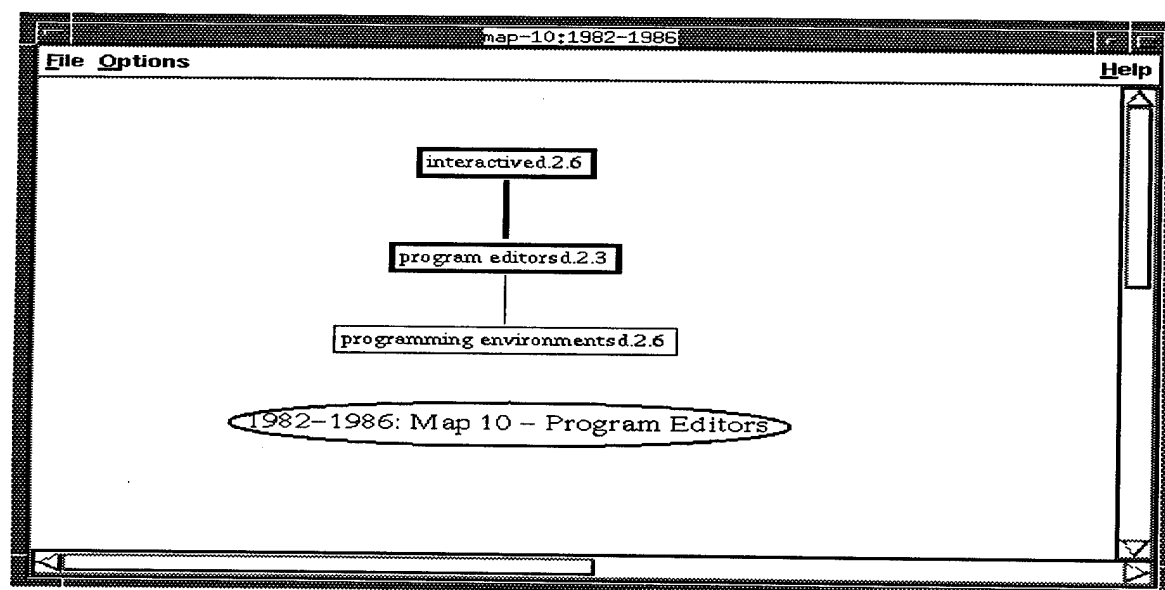 map-10:1982-1986
File Options Help
interactived.2.6
program editorsd.2.3
programming environmentsd.2.6
1982-1986: Map 10 – Program Editors